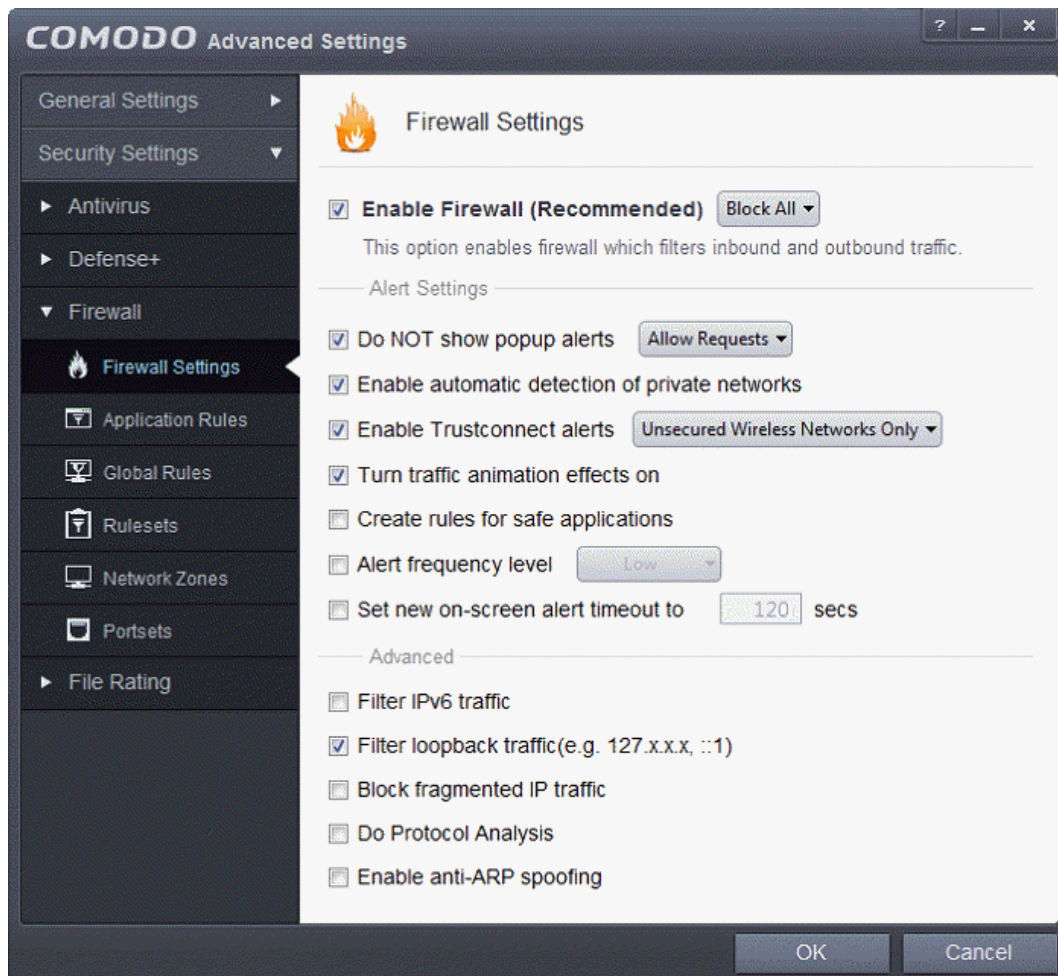 COMODO Advanced Settings
?
General Settings
Security Settings
Antivirus
Defense+
Firewall
Firewall Settings
Application Rules
Global Rules
Rulesets
Network Zones
Portsets
File Rating
Firewall Settings
Enable Firewall (Recommended) Block All
This option enables firewall which filters inbound and outbound traffic.
Alert Settings
Do NOT show popup alerts Allow Requests
Enable automatic detection of private networks
Enable Trustconnect alerts Unsecured Wireless Networks Only
Turn traffic animation effects on
Create rules for safe applications
Alert frequency level Low
Set new on-screen alert timeout to 120 secs
Advanced
Filter IPv6 traffic
Filter loopback traffic(e.g. 127.x.x.x, ::1)
Block fragmented IP traffic
Do Protocol Analysis
Enable anti-ARP spoofing
OK Cancel